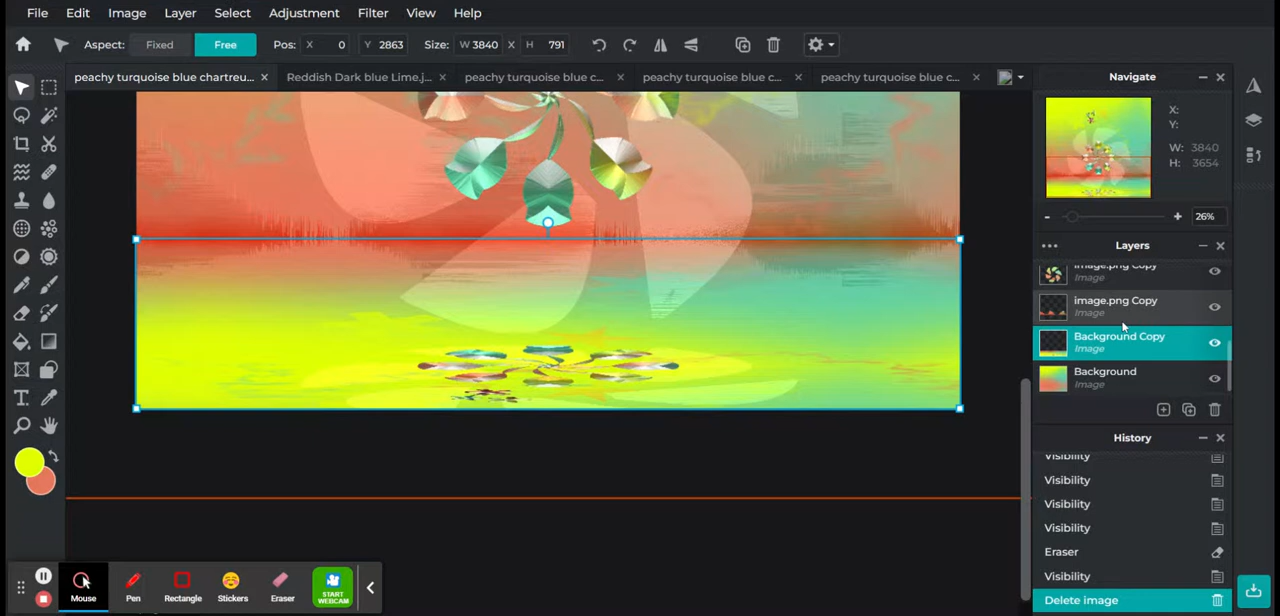 File Edit Image Layer Select Adjustment Filter View Help
Aspect: Fixed Free Pos: X 0 Y 2863 Size: W 3840 X H 791
peachy turquoise blue chartreu... Reddish Dark blue Lime.j... peachy turquoise blue c... peachy turquoise blue c... peachy turquoise blue c...
Navigate
X:
Y:
W: 3840
H: 3654
- + 26%
Layers
image.png Copy
Image
image.png Copy
Image
Background Copy
Image
Background
Image
History
Visibility
Visibility
Visibility
Visibility
Eraser
Visibility
Delete image
Mouse Pen Rectangle Stickers Eraser START WEBCAM